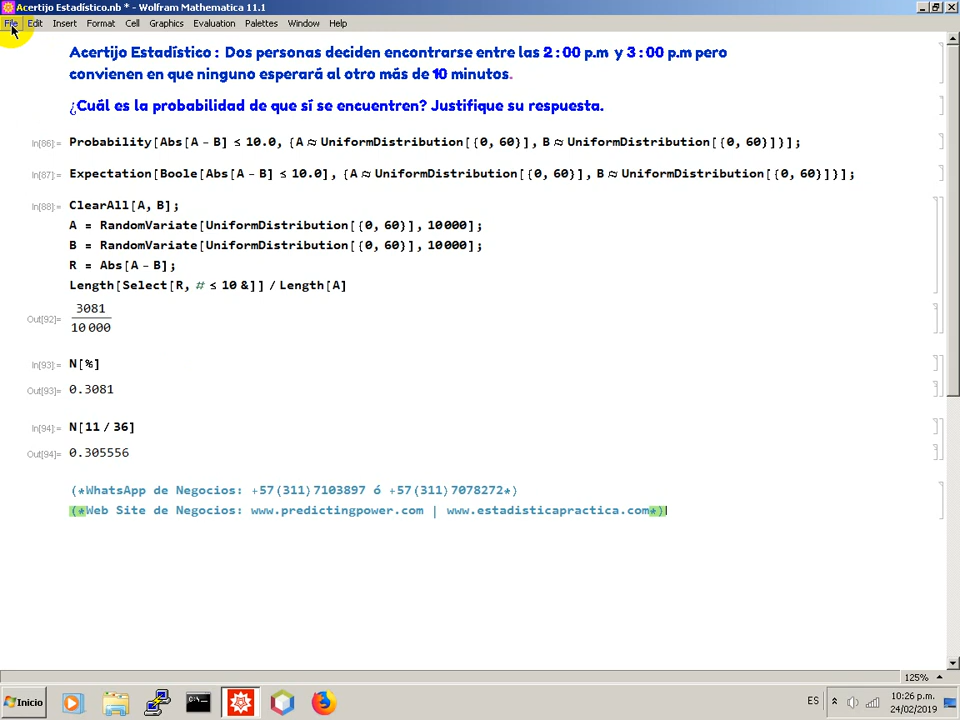 Acertijo Estadístico.nb * - Wolfram Mathematica 11.1
File Edit Insert Format Cell Graphics Evaluation Palettes Window Help
Acertijo Estadístico : Dos personas deciden encontrarse entre las 2:00 p.m y 3:00 p.m pero
convienen en que ninguno esperará al otro más de 10 minutos.
¿Cuál es la probabilidad de que sí se encuentren? Justifique su respuesta.
In[86]:= Probability[Abs[A - B] ≤ 10.0, {A ≈ UniformDistribution[{0, 60}], B ≈ UniformDistribution[{0, 60}]}];
In[87]:= Expectation[Boole[Abs[A - B] ≤ 10.0], {A ≈ UniformDistribution[{0, 60}], B ≈ UniformDistribution[{0, 60}]}];
In[88]:= ClearAll[A, B];
A = RandomVariate[UniformDistribution[{0, 60}], 10000];
B = RandomVariate[UniformDistribution[{0, 60}], 10000];
R = Abs[A - B];
Length[Select[R, # ≤ 10 &]] / Length[A]
Out[92]= 3081
10000
In[93]:= N[%]
Out[93]= 0.3081
In[94]:= N[11 / 36]
Out[94]= 0.305556
(*WhatsApp de Negocios: +57(311)7103897 ó +57(311)7078272*)
(*Web Site de Negocios: www.predictingpower.com | www.estadisticapractica.com*)
125%
Inicio ES 10:26 p.m.
24/02/2019